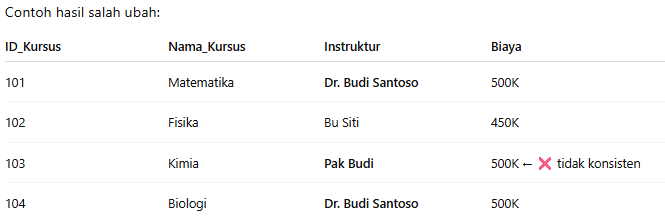 Contoh hasil salah ubah:
ID_Kursus Nama_Kursus Instruktur Biaya
101 Matematika Dr. Budi Santoso 500K
102 Fisika Bu Siti 450K
103 Kimia Pak Budi 500K ← ❌ tidak konsisten
104 Biologi Dr. Budi Santoso 500K